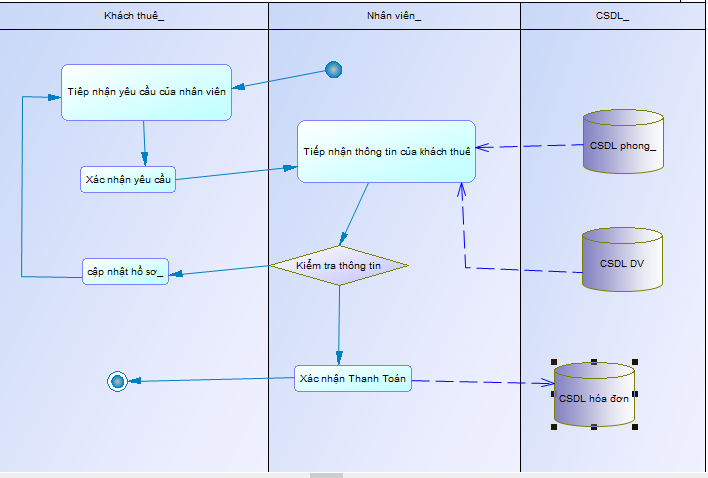 Khách thuê_
Nhân viên_
CSDL_
Tiêp nhận yêu cầu của nhân viên
Tiếp nhận thông tin của khách thuê
CSDL phong_
Xác nhận yêu cầu
cập nhật hồ sơ_
Kiểm tra thông tin
CSDL DV
Xác nhận Thanh Toán
CSDL hóa đơn